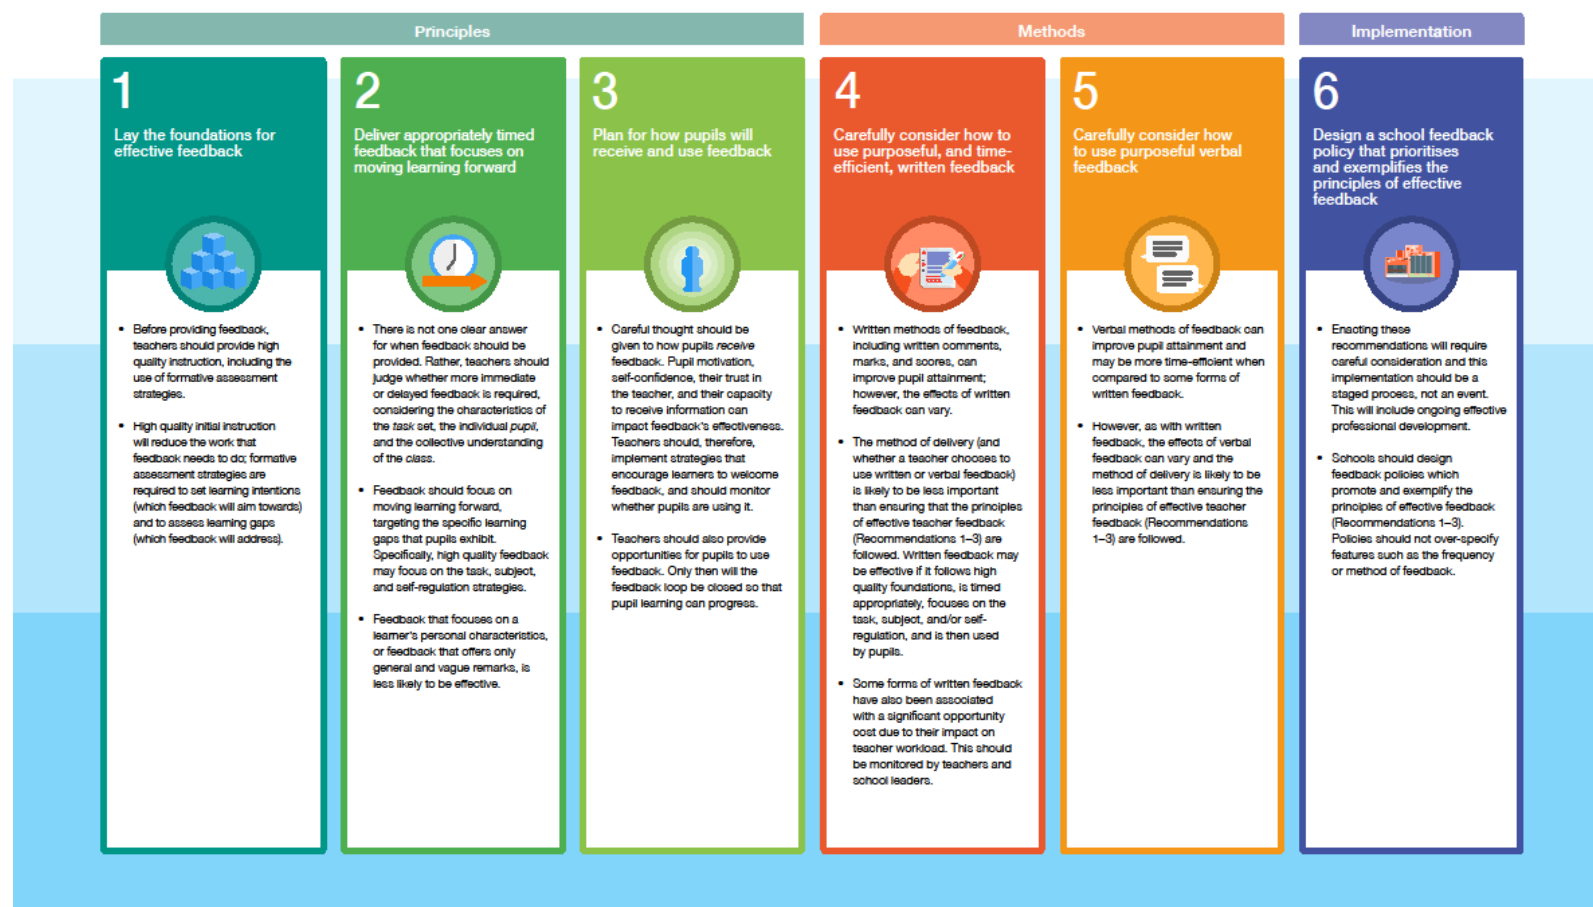 Principles
Methods
Implementation
1
Lay the foundations for
effective feedback
• Before providing feedback,
teachers should provide high
quality instruction, including the
use of formative assessment
strategies.
• High quality initial instruction
will reduce the work that
feedback needs to do; formative
assessment strategies are
required to set learning intentions
(which feedback will aim towards)
and to assess learning gaps
(which feedback will address).
2
Deliver appropriately timed
feedback that focuses on
moving learning forward
• There is not one clear answer
for when feedback should be
provided. Rather, teachers should
judge whether more immediate
or delayed feedback is required,
considering the characteristics of
the task set, the individual pupil,
and the collective understanding
of the class.
• Feedback should focus on
moving learning forward,
targeting the specific learning
gaps that pupils exhibit.
Specifically, high quality feedback
may focus on the task, subject,
and self-regulation strategies.
• Feedback that focuses on a
learner's personal characteristics,
or feedback that offers only
general and vague remarks, is
less likely to be effective.
3
Plan for how pupils will
receive and use feedback
• Careful thought should be
given to how pupils receive
feedback. Pupil motivation,
self-confidence, their trust in
the teacher, and their capacity
to receive information can
impact feedback's effectiveness.
Teachers should, therefore,
implement strategies that
encourage learners to welcome
feedback, and should monitor
whether pupils are using it.
• Teachers should also provide
opportunities for pupils to use
feedback. Only then will the
feedback loop be closed so that
pupil learning can progress.
4
Carefully consider how to
use purposeful, and time-
efficient, written feedback
• Written methods of feedback,
including written comments,
marks, and scores, can
improve pupil attainment;
however, the effects of written
feedback can vary.
• The method of delivery (and
whether a teacher chooses to
use written or verbal feedback)
is likely to be less important
than ensuring that the principles
of effective teacher feedback
(Recommendations 1–3) are
followed. Written feedback may
be effective if it follows high
quality foundations, is timed
appropriately, focuses on the
task, subject, and/or self-
regulation, and is then used
by pupils.
• Some forms of written feedback
have also been associated
with a significant opportunity
cost due to their impact on
teacher workload. This should
be monitored by teachers and
school leaders.
5
Carefully consider how
to use purposeful verbal
feedback
• Verbal methods of feedback can
improve pupil attainment and
may be more time-efficient when
compared to some forms of
written feedback.
• However, as with written
feedback, the effects of verbal
feedback can vary and the
method of delivery is likely to be
less important than ensuring the
principles of effective teacher
feedback (Recommendations
1–3) are followed.
6
Design a school feedback
policy that prioritises
and exemplifies the
principles of effective
feedback
• Enacting these
recommendations will require
careful consideration and this
implementation should be a
staged process, not an event.
This will include ongoing effective
professional development.
• Schools should design
feedback policies which
promote and exemplify the
principles of effective feedback
(Recommendations 1–3).
Policies should not over-specify
features such as the frequency
or method of feedback.